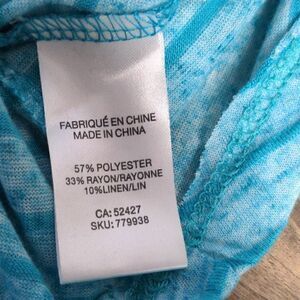 FABRIQUÉ EN CHINE
MADE IN CHINA
57% POLYESTER
33% RAYON/RAYONNE
10%LINEN/LIN
CA: 52427
SKU: 779938